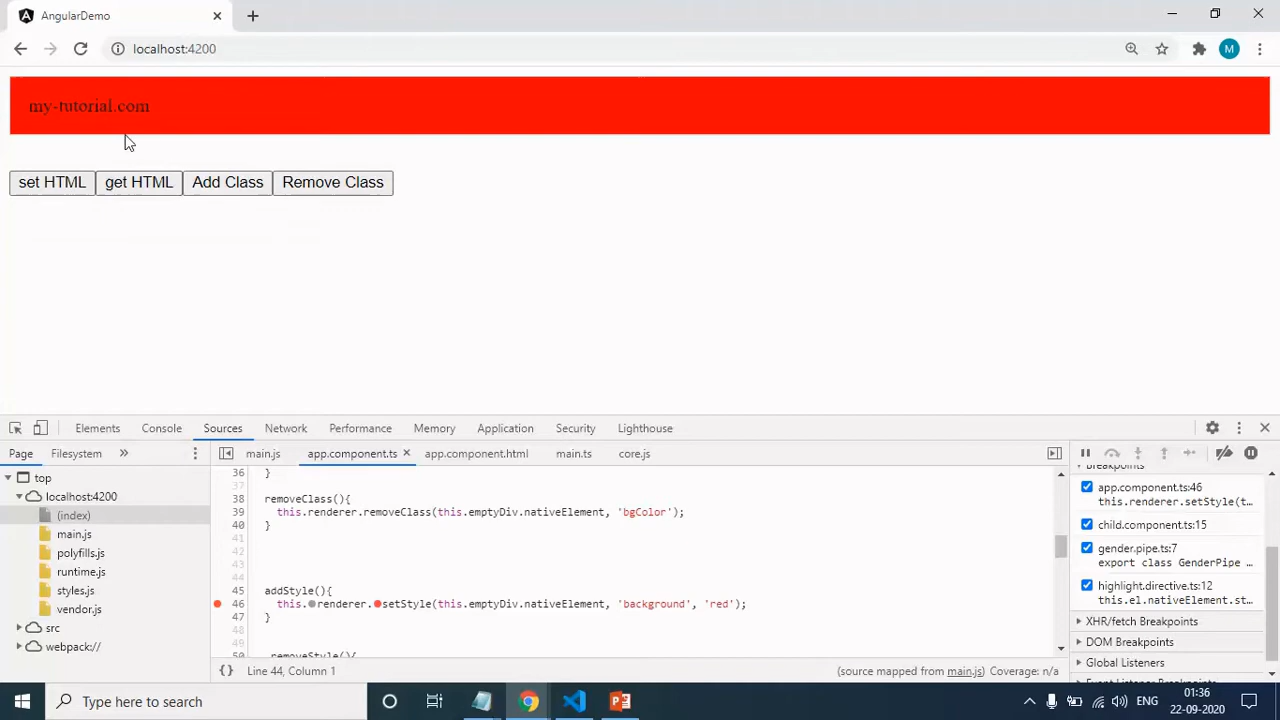 AngularDemo
localhost:4200
M
my-tutorial.com
set HTML get HTML Add Class Remove Class
Elements Console Sources Network Performance Memory Application Security Lighthouse
Page Filesystem » main.js app.component.ts app.component.html main.ts core.js
top
localhost:4200
(index)
main.js
polyfills.js
runtime.js
styles.js
vendor.js
src
webpack://
36 }
37
38 removeClass(){
39 this.renderer.removeClass(this.emptyDiv.nativeElement, 'bgColor');
40 }
41
42
43
44
45 addStyle(){
46 this.renderer.setStyle(this.emptyDiv.nativeElement, 'background', 'red');
47 }
48
49
50 removeStyle(){
{} Line 44, Column 1 (source mapped from main.js) Coverage: n/a
Breakpoints
app.component.ts:46
this.renderer.setStyle(t…
child.component.ts:15
gender.pipe.ts:7
export class GenderPipe …
highlight.directive.ts:12
this.el.nativeElement.st…
XHR/fetch Breakpoints
DOM Breakpoints
Global Listeners
Event Listener Breakpoints
Type here to search
ENG
01:36
22-09-2020